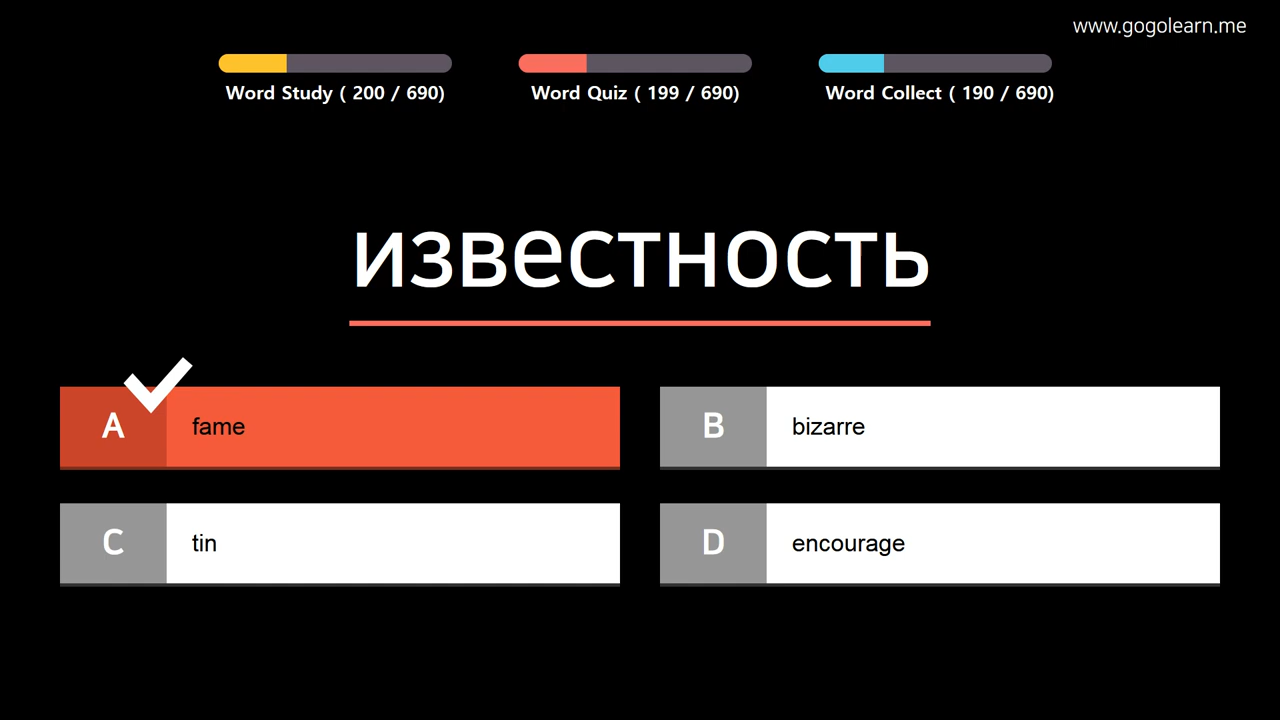 www.gogolearn.me
Word Study ( 200 / 690)
Word Quiz ( 199 / 690)
Word Collect ( 190 / 690)
известность
A fame
B bizarre
C tin
D encourage